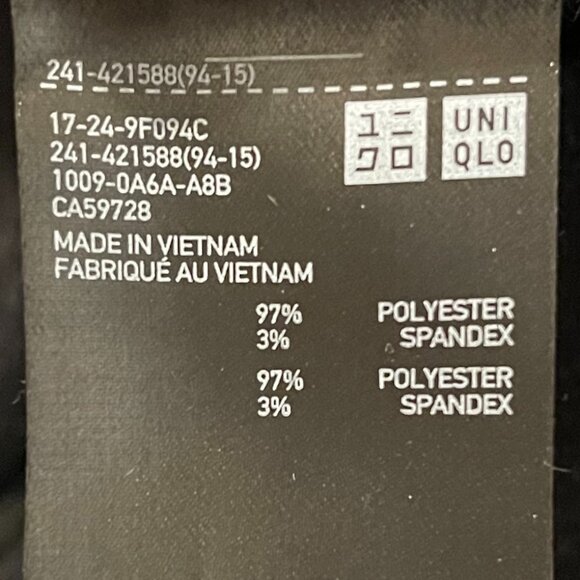 241-421588(94-15)
17-24-9F094C
241-421588(94-15)
1009-0A6A-A8B
CA59728
ユニ
クロ
UNI
QLO
MADE IN VIETNAM
FABRIQUÉ AU VIETNAM
97% POLYESTER
3% SPANDEX
97% POLYESTER
3% SPANDEX